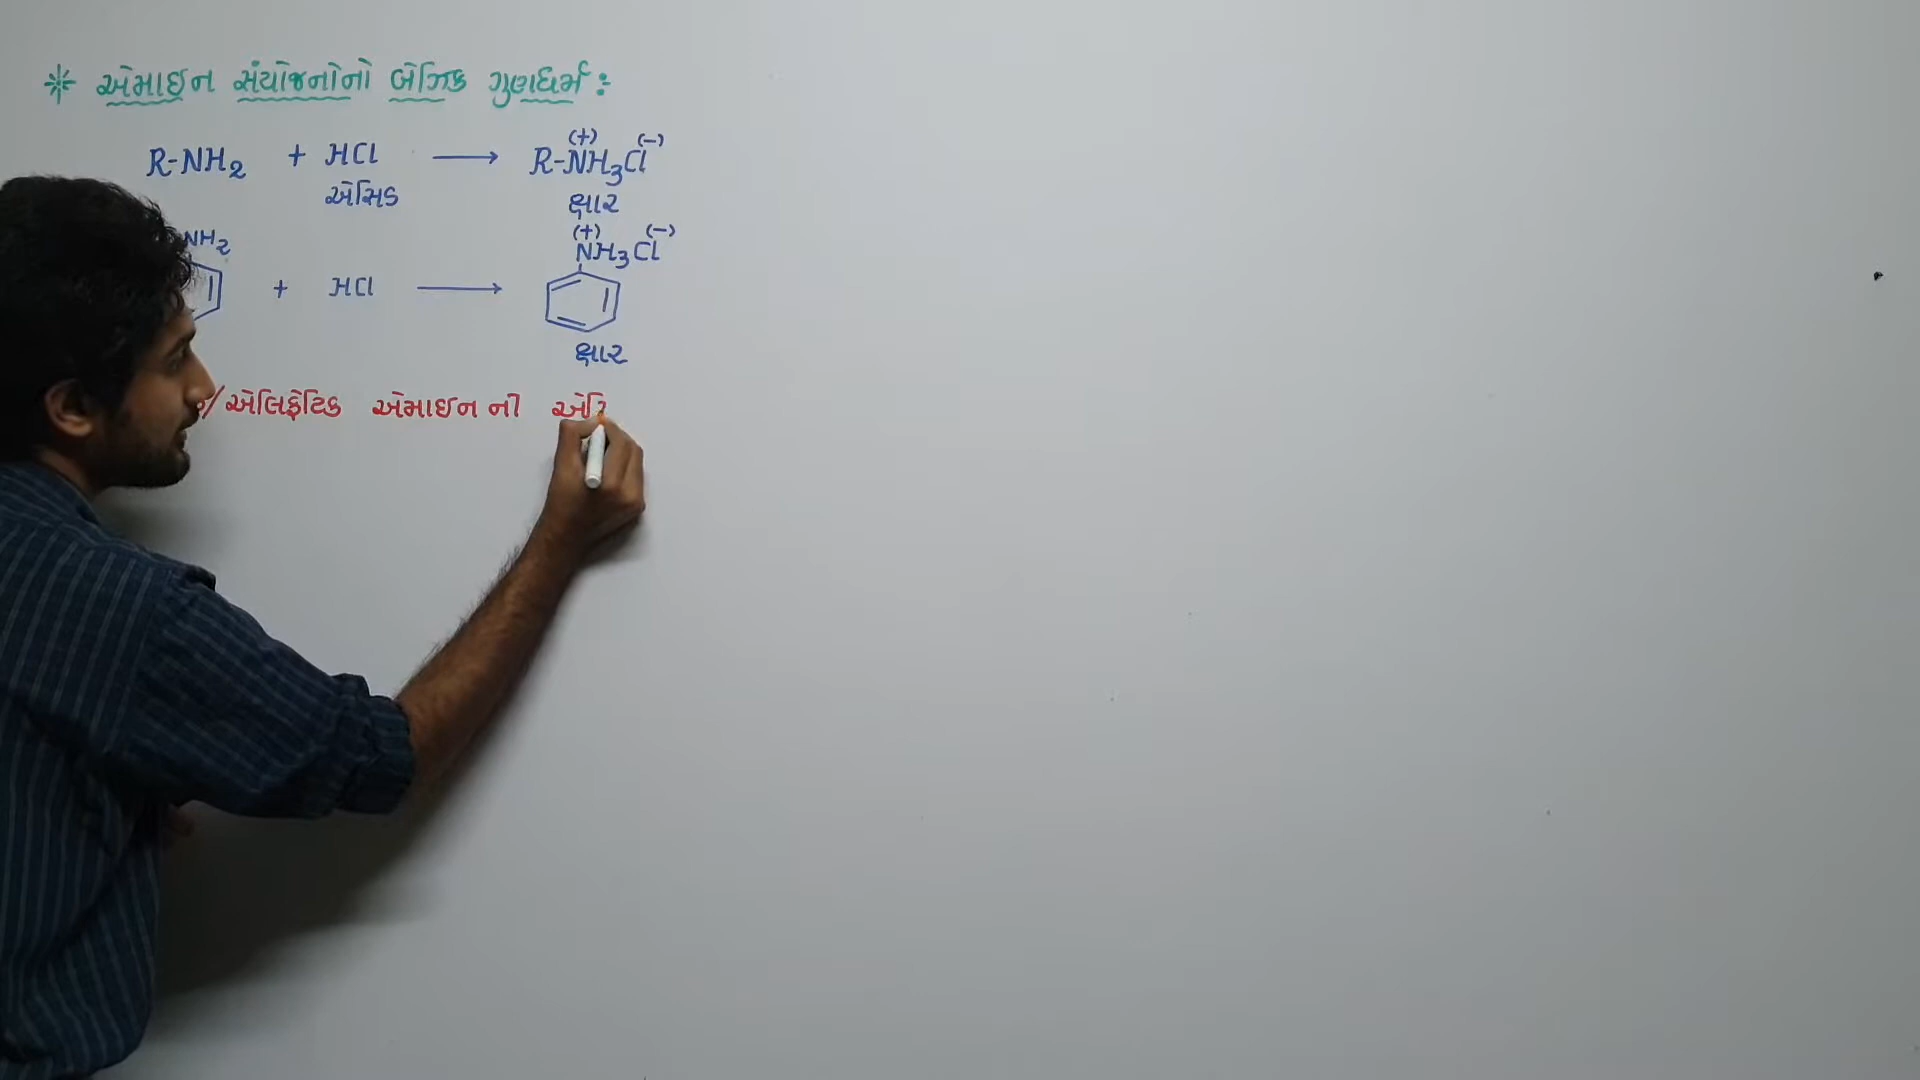 * એમાઇન સંયોજનોનો બેઝિક ગુણધર્મ :
R-NH2 + HCl → R-NH3Cl
(+) (-)
એસિડ ક્ષાર
NH2 (+) (-)
NH3Cl
+ HCl →
ક્ષાર
/એલિફેટિક એમાઇન ની